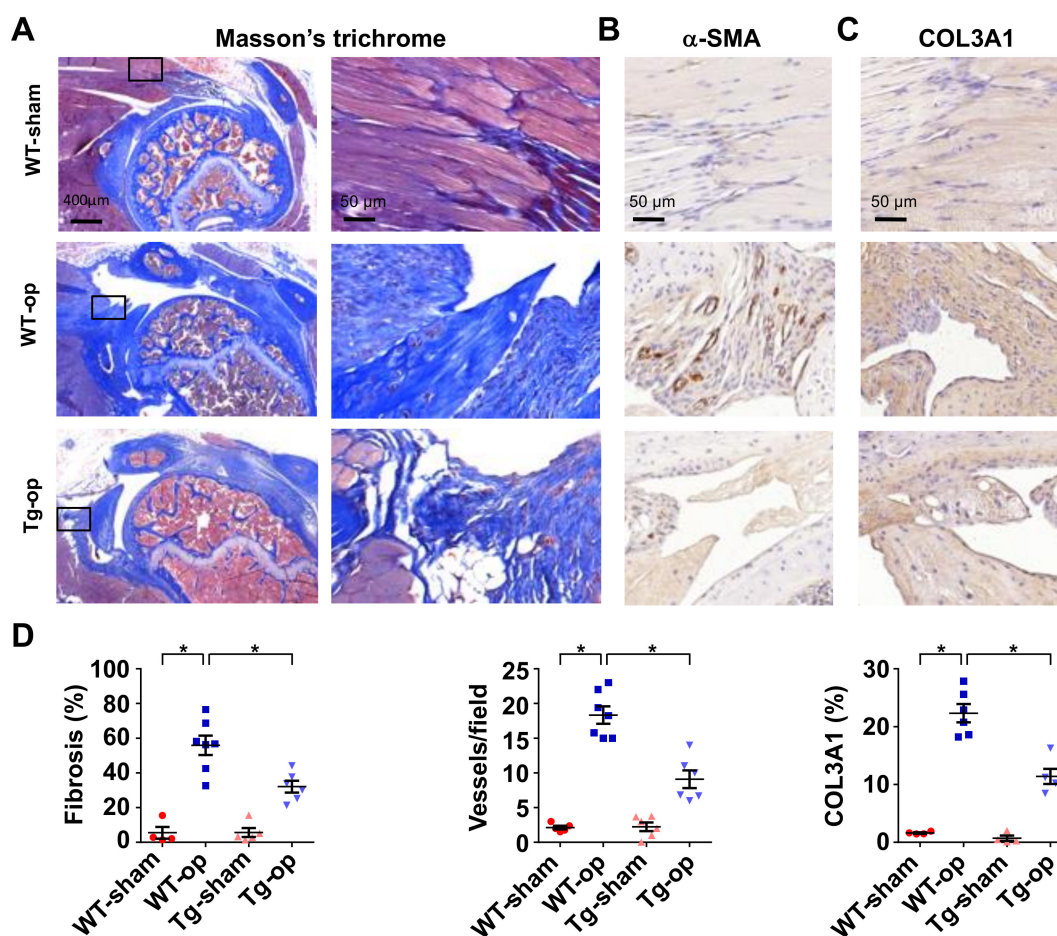 A
Masson's trichrome
B
α-SMA
C
COL3A1
WT-sham
400μm
50 μm
50 μm
50 μm
WT-op
Tg-op
D
* *
Fibrosis (%)
100
80
60
40
20
0
WT-sham
WT-op
Tg-sham
Tg-op
* *
Vessels/field
25
20
15
10
5
0
WT-sham
WT-op
Tg-sham
Tg-op
* *
COL3A1 (%)
30
20
10
0
WT-sham
WT-op
Tg-sham
Tg-op